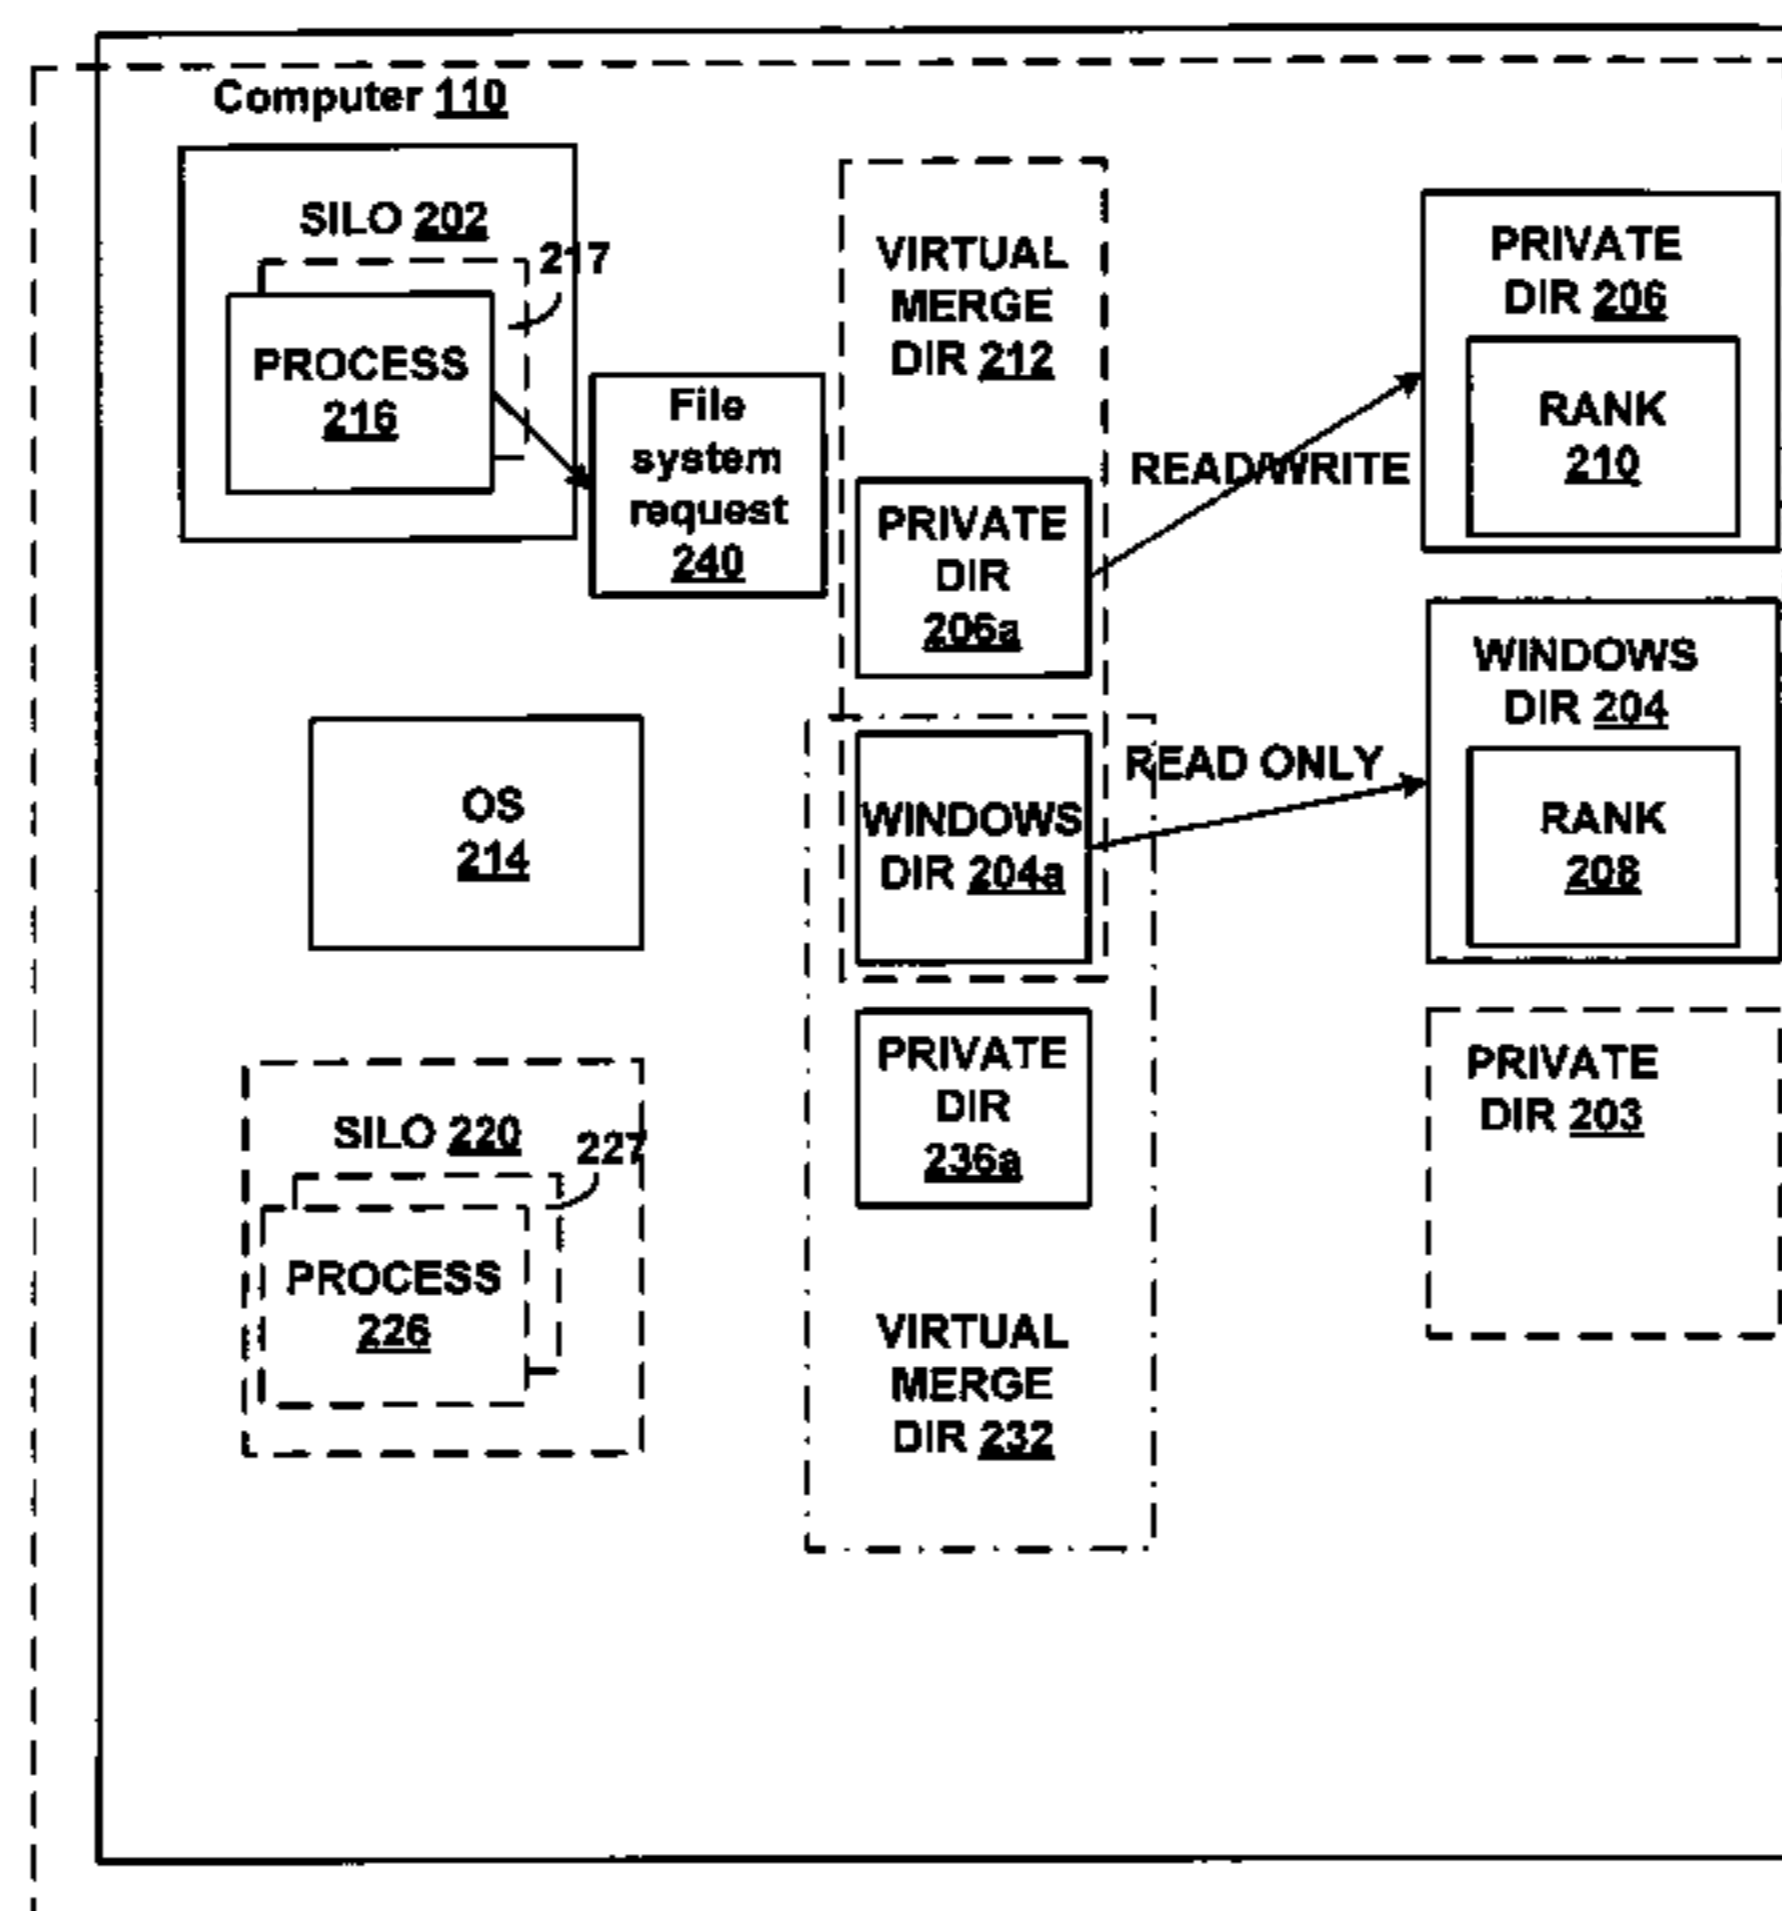 Computer 110
SILO 202
217
PROCESS
216
File
system
request
240
VIRTUAL
MERGE
DIR 212
PRIVATE
DIR
206a
READ/WRITE
PRIVATE
DIR 206
RANK
210
OS
214
WINDOWS
DIR 204a
READ ONLY
WINDOWS
DIR 204
RANK
208
SILO 220
227
PROCESS
226
PRIVATE
DIR
236a
VIRTUAL
MERGE
DIR 232
PRIVATE
DIR 203